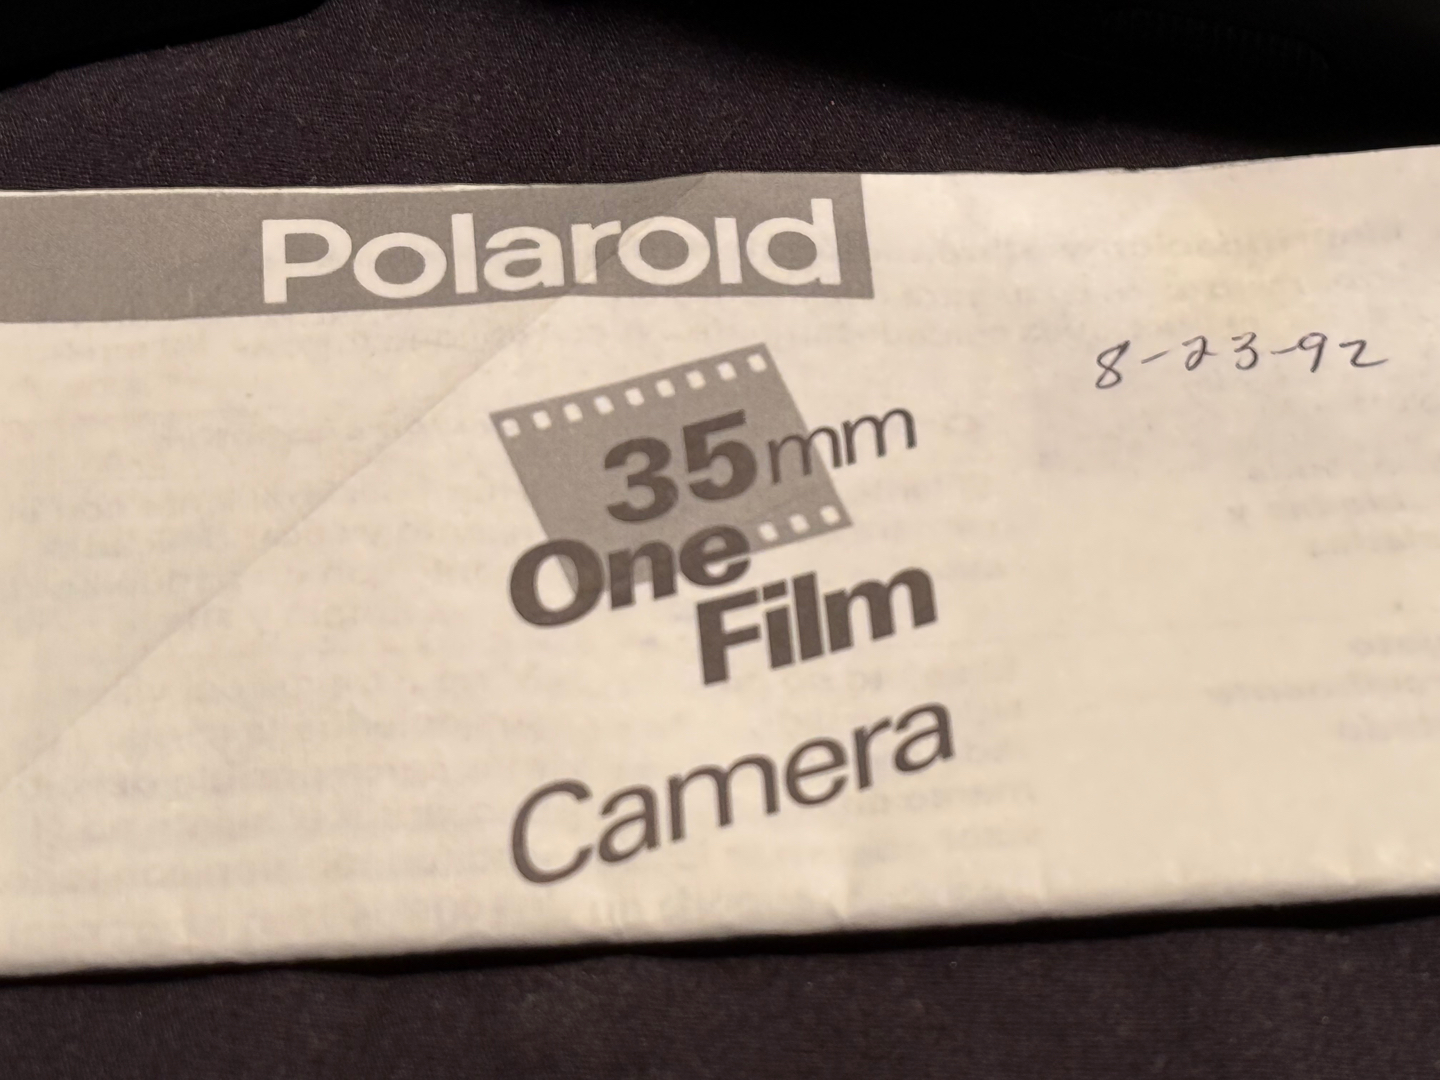 Polaroid
8-23-92
35mm
One
Film
Camera